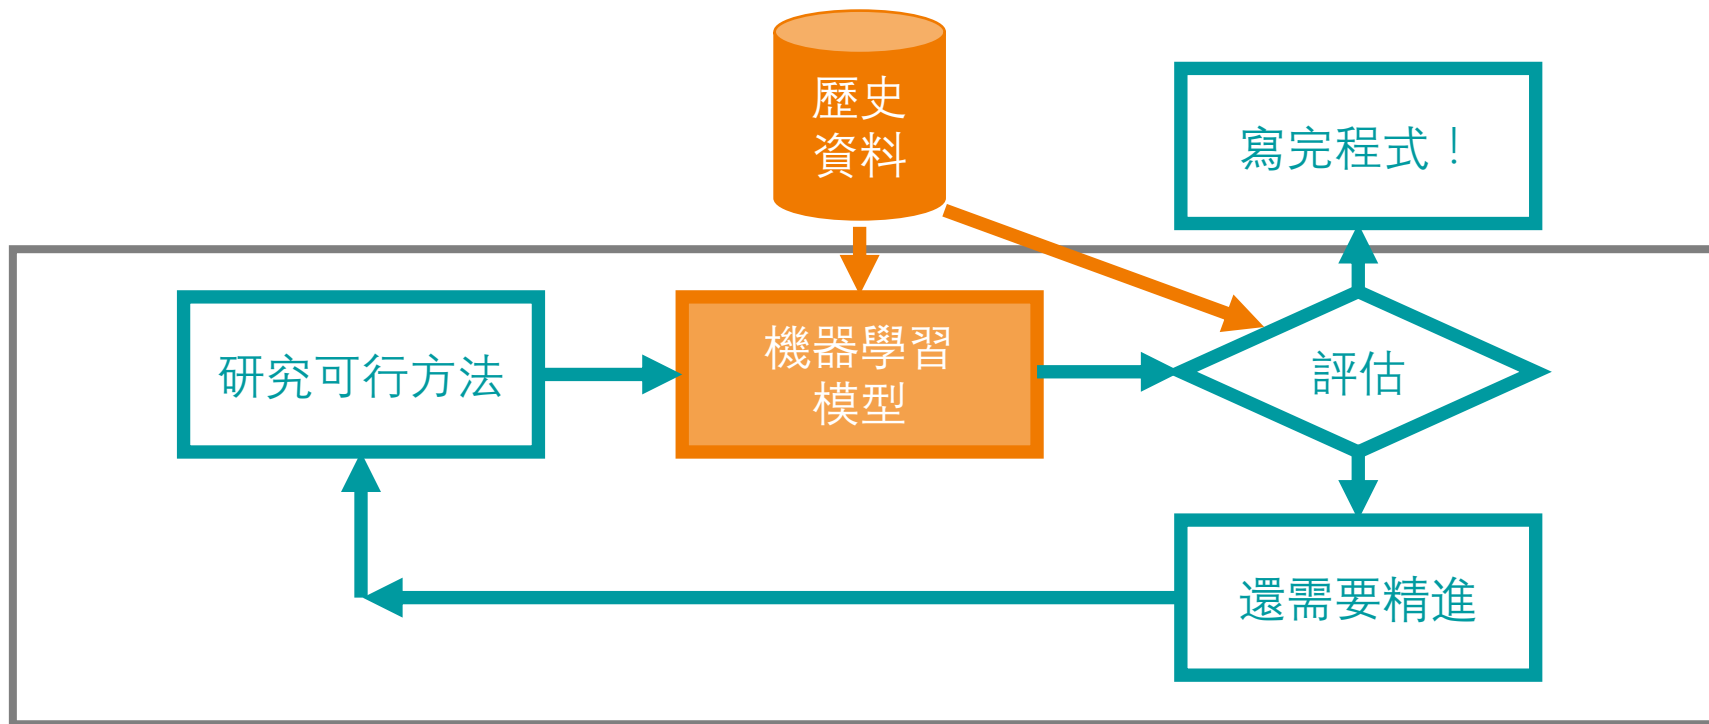 歷史
資料
寫完程式！
研究可行方法
機器學習
模型
評估
還需要精進